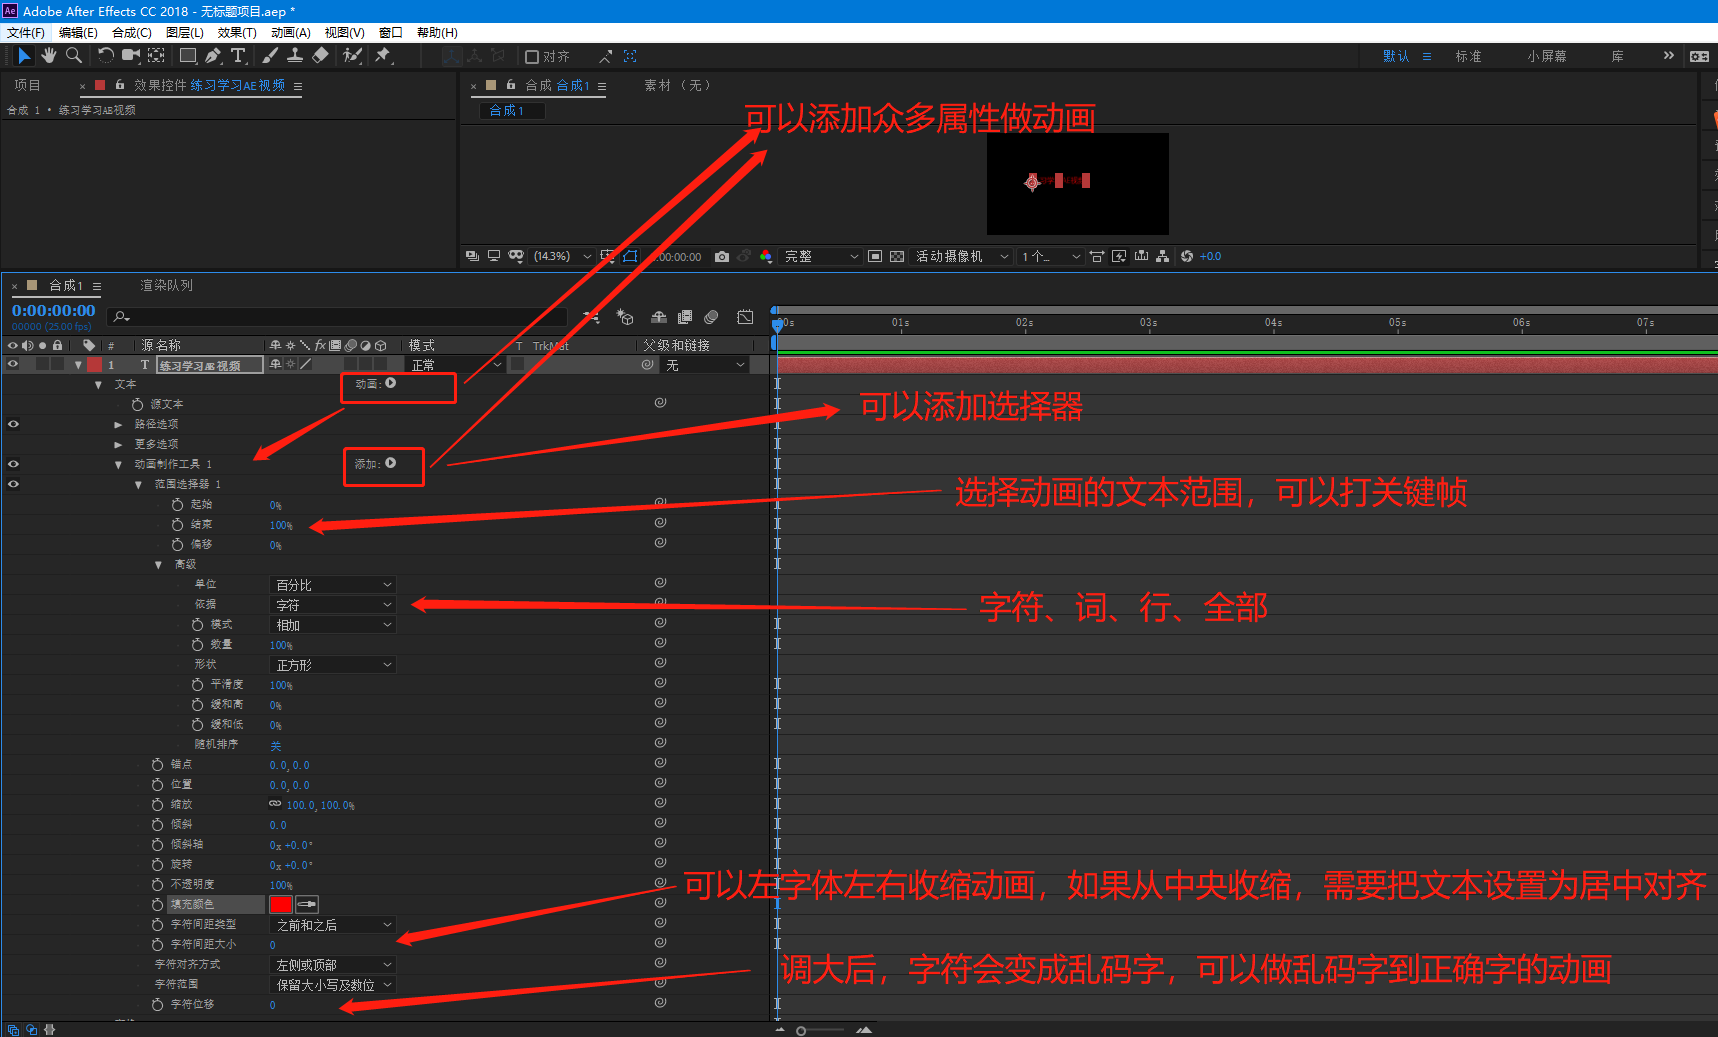 Adobe After Effects CC 2018 - 无标题项目.aep *
文件(F) 编辑(E) 合成(C) 图层(L) 效果(T) 动画(A) 视图(V) 窗口 帮助(H)
对齐 默认 标准 小屏幕 库
项目 效果控件 练习学习AE视频 合成 合成1 素材 (无)
合成 1 • 练习学习AE视频 合成1
可以添加众多属性做动画
(14.3%) :00:00:00 完整 活动摄像机 1个... +0.0
合成1 渲染队列
0:00:00:00
00000 (25.00 fps)
00s 01s 02s 03s 04s 05s 06s 07s
# 源名称 模式 T TrkMat 父级和链接
1 T 练习学习AE视频 正常 无
文本 动画:
源文本
可以添加选择器
路径选项
更多选项
动画制作工具 1 添加:
范围选择器 1
选择动画的文本范围，可以打关键帧
起始 0%
结束 100%
偏移 0%
高级
单位 百分比
依据 字符
字符、词、行、全部
模式 相加
数量 100%
形状 正方形
平滑度 100%
缓和高 0%
缓和低 0%
随机排序 关
锚点 0.0,0.0
位置 0.0,0.0
缩放 100.0,100.0%
倾斜 0.0
倾斜轴 0x+0.0°
旋转 0x+0.0°
不透明度 100%
可以左字体左右收缩动画，如果从中央收缩，需要把文本设置为居中对齐
填充颜色
字符间距类型 之前和之后
字符间距大小 0
字符对齐方式 左侧或顶部
调大后，字符会变成乱码字，可以做乱码字到正确字的动画
字符范围 保留大小写及数位
字符位移 0